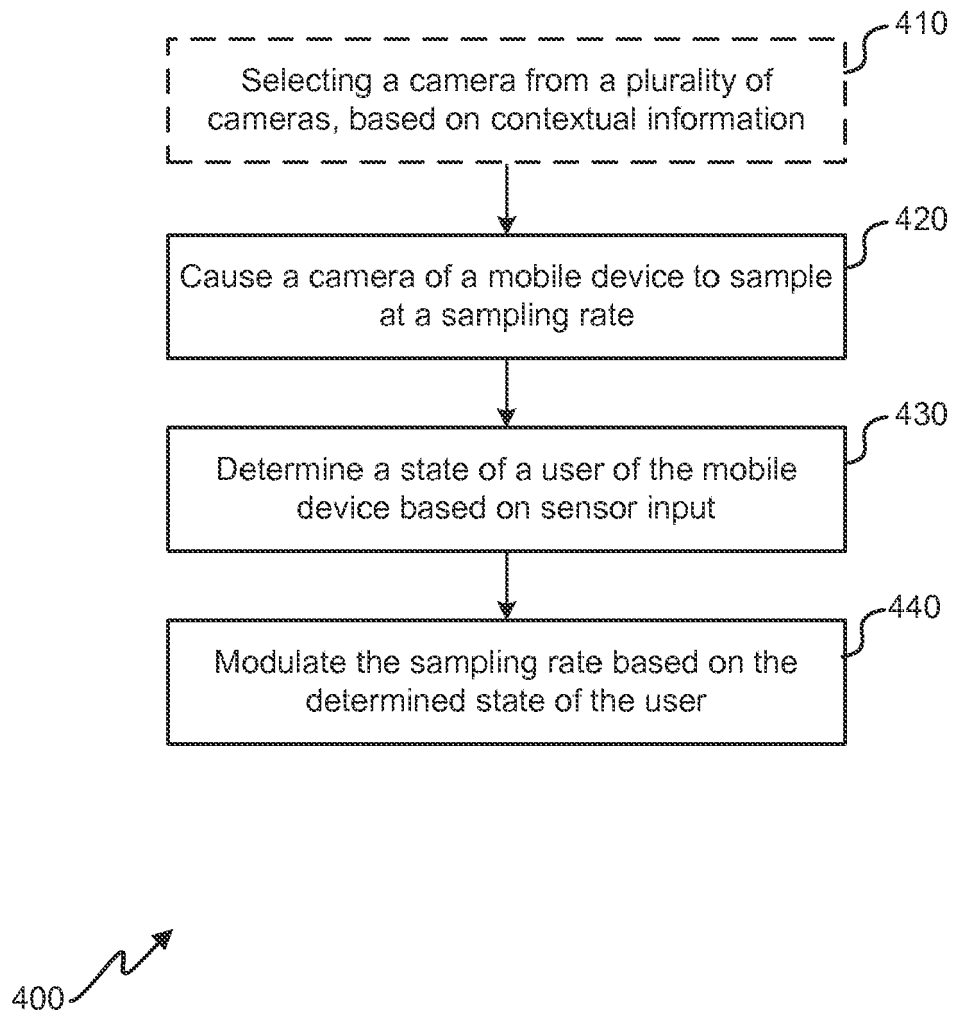 410
Selecting a camera from a plurality of
cameras, based on contextual information
420
Cause a camera of a mobile device to sample
at a sampling rate
430
Determine a state of a user of the mobile
device based on sensor input
440
Modulate the sampling rate based on the
determined state of the user
400